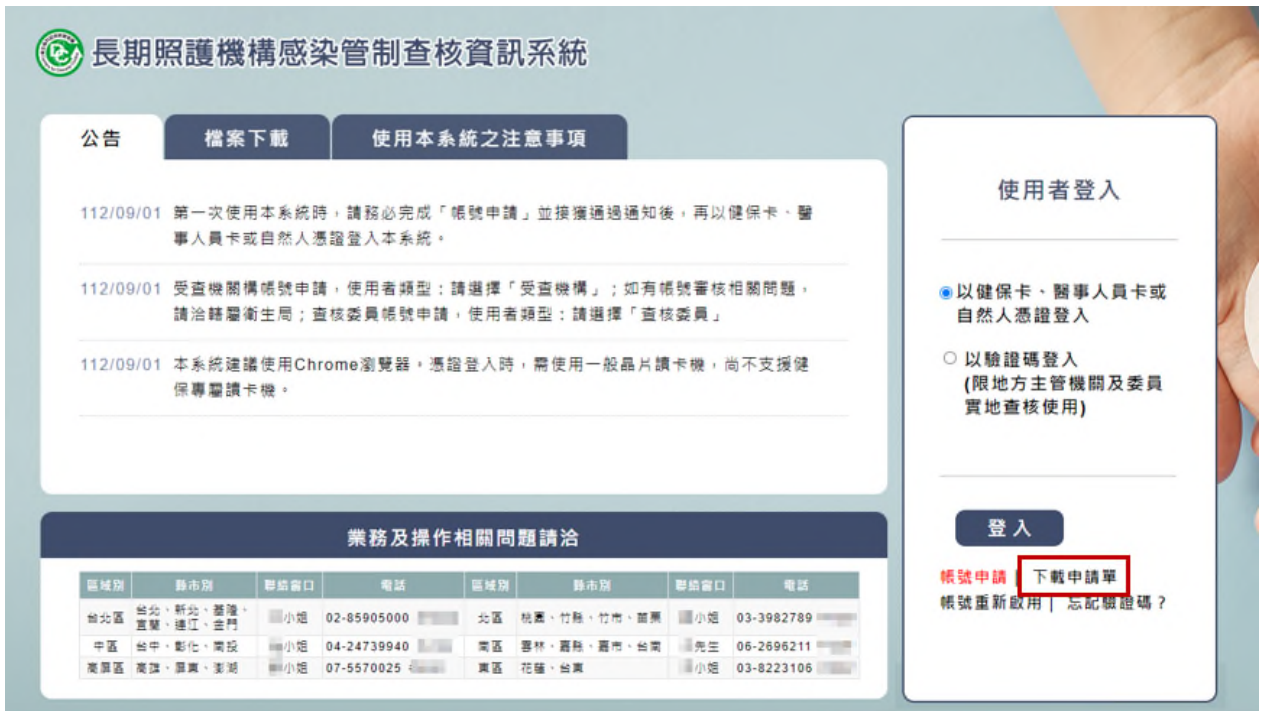 長期照護機構感染管制查核資訊系統
公告
檔案下載
使用本系統之注意事項
112/09/01 第一次使用本系統時，請務必完成「帳號申請」並接獲通過通知後，再以健保卡、醫
事人員卡或自然人憑證登入本系統。
112/09/01 受查機關構帳號申請，使用者類型：請選擇「受查機構」；如有帳號審核相關問題，
請洽轄屬衛生局；查核委員帳號申請，使用者類型：請選擇「查核委員」
112/09/01 本系統建議使用Chrome瀏覽器，憑證登入時，需使用一般晶片讀卡機，尚不支援健
保專屬讀卡機。
業務及操作相關問題請洽
區域別 縣市別 聯絡窗口 電話 區域別 縣市別 聯絡窗口 電話
台北區 台北、新北、基隆、
宜蘭、連江、金門 小姐 02-85905000 北區 桃園、竹縣、竹市、苗栗 小姐 03-3982789
中區 台中、彰化、南投 小姐 04-24739940 南區 雲林、嘉縣、嘉市、台南 先生 06-2696211
高屏區 高雄、屏東、澎湖 小姐 07-5570025 東區 花蓮、台東 小姐 03-8223106
使用者登入
以健保卡、醫事人員卡或
自然人憑證登入
以驗證碼登入
(限地方主管機關及委員
實地查核使用)
登入
帳號申請 | 下載申請單
帳號重新啟用 | 忘記驗證碼？